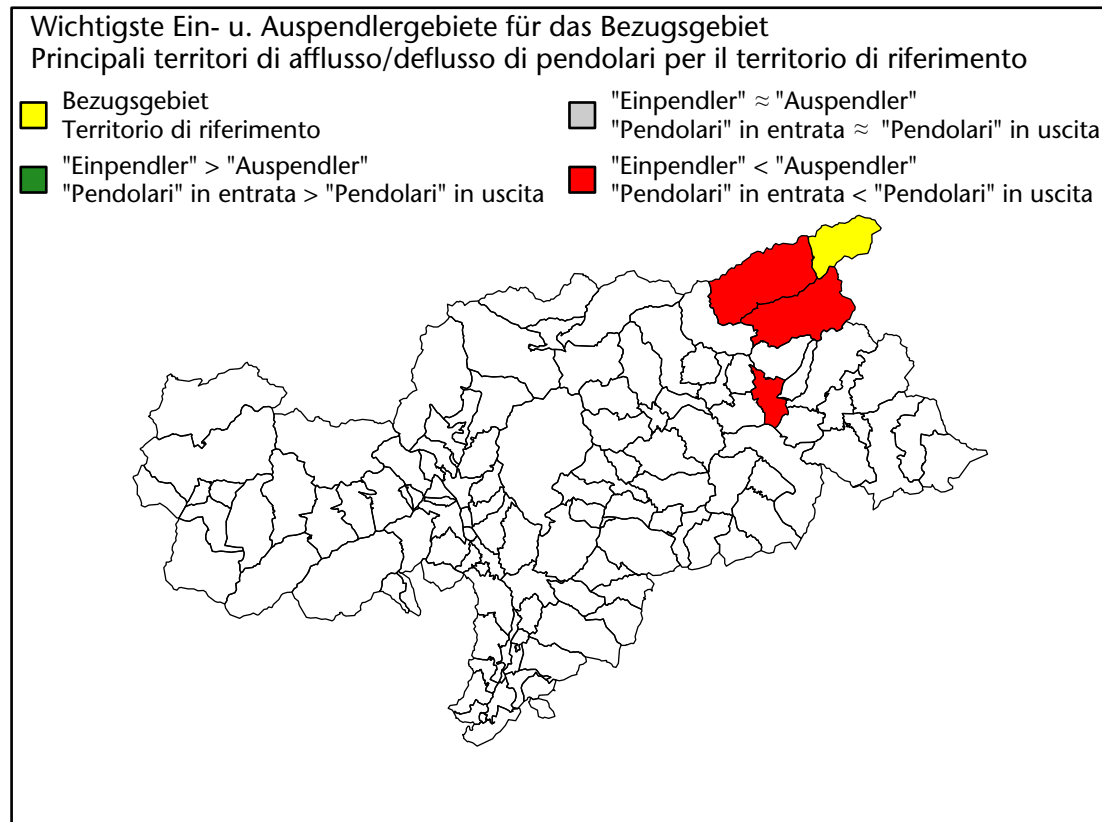 Wichtigste Ein- u. Auspendlergebiete für das Bezugsgebiet
Principali territori di afflusso/deflusso di pendolari per il territorio di riferimento
Bezugsgebiet
Territorio di riferimento
"Einpendler" > "Auspendler"
"Pendolari" in entrata > "Pendolari" in uscita
"Einpendler" ≈ "Auspendler"
"Pendolari" in entrata ≈ "Pendolari" in uscita
"Einpendler" < "Auspendler"
"Pendolari" in entrata < "Pendolari" in uscita